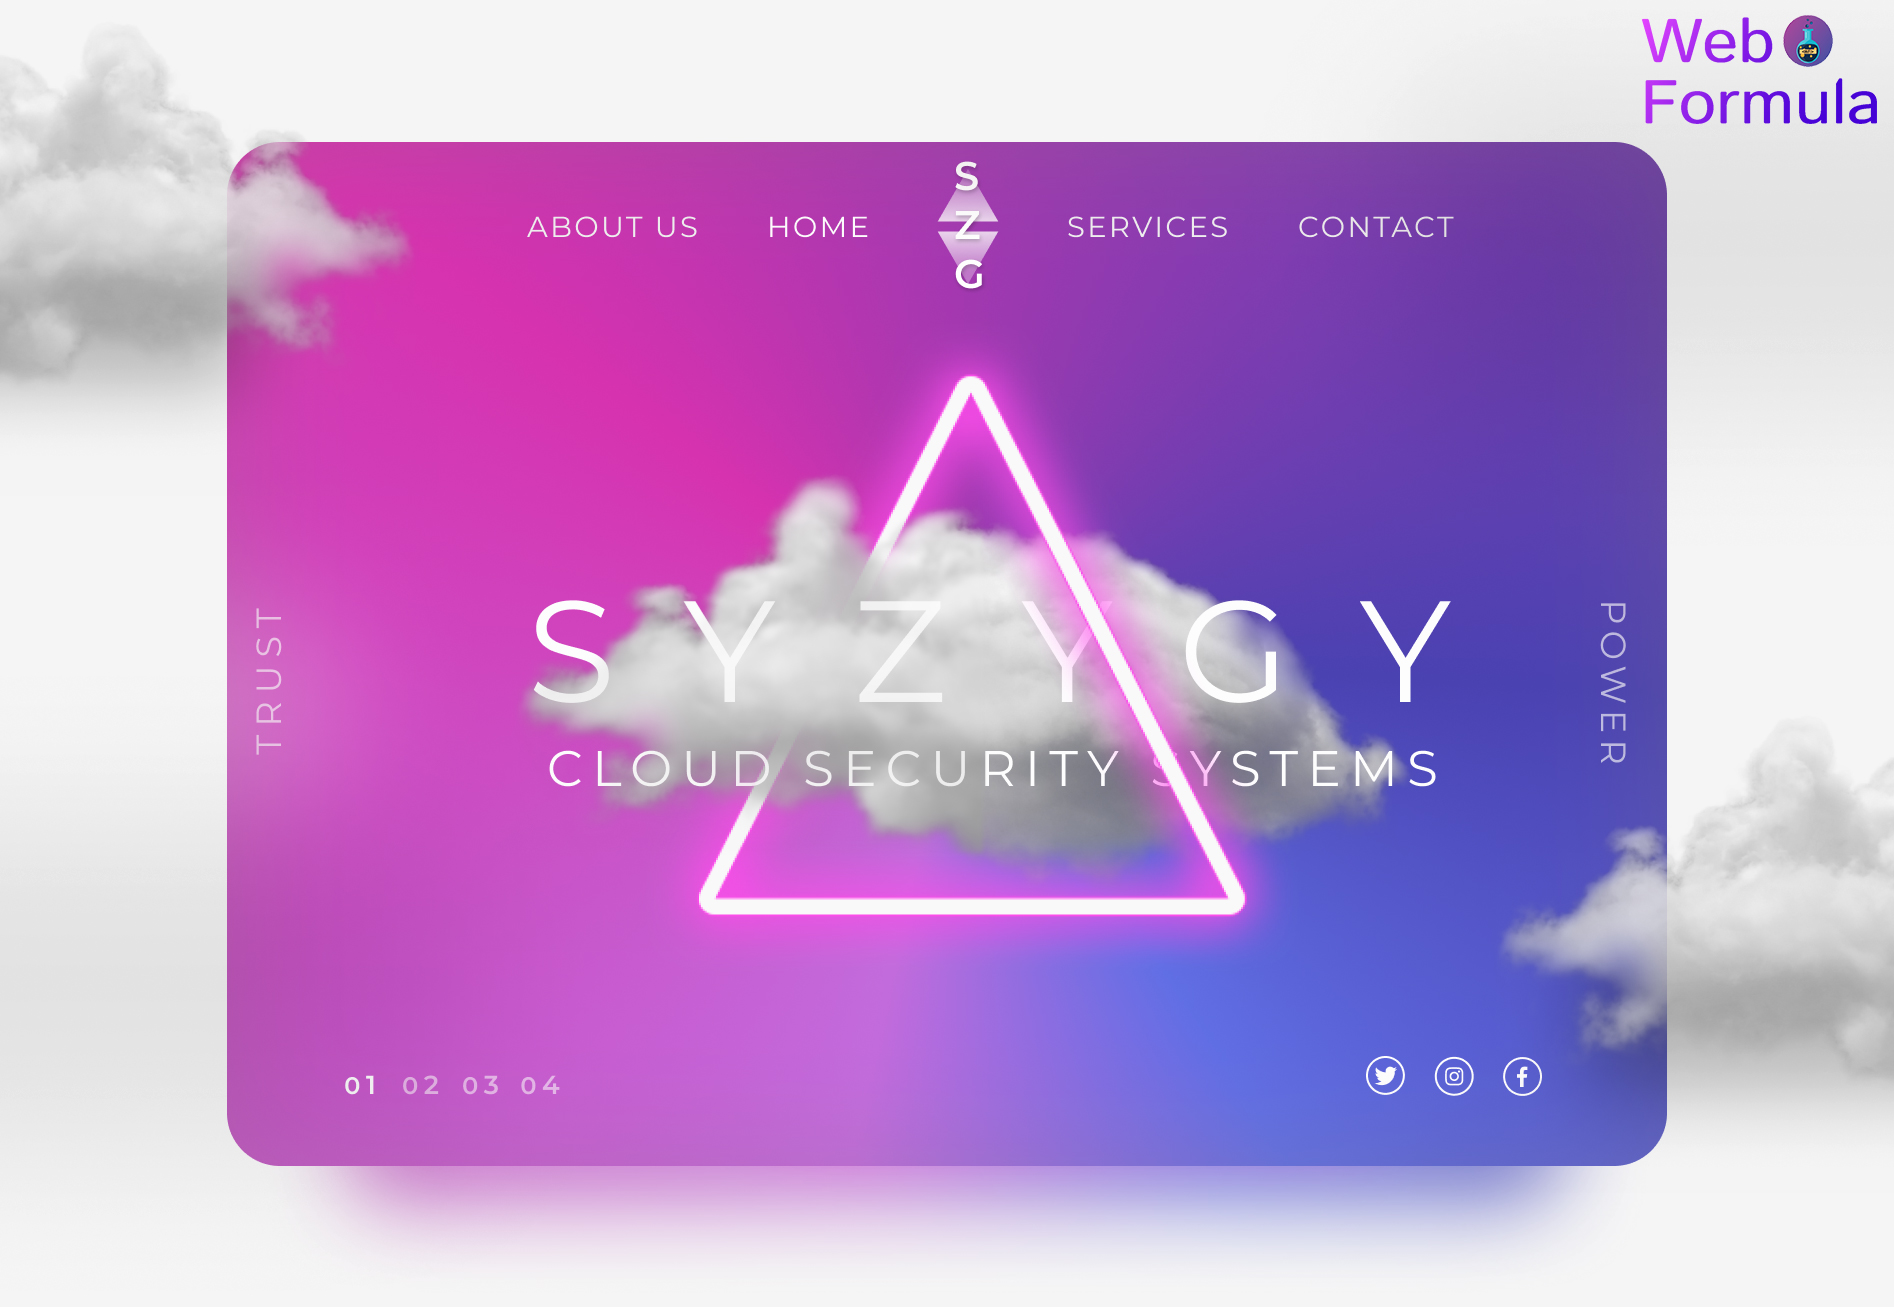 Web
Formula
ABOUT US
HOME
S
Z
G
SERVICES
CONTACT
TRUST
SYZYGY
CLOUD SECURITY SYSTEMS
POWER
01 02 03 04